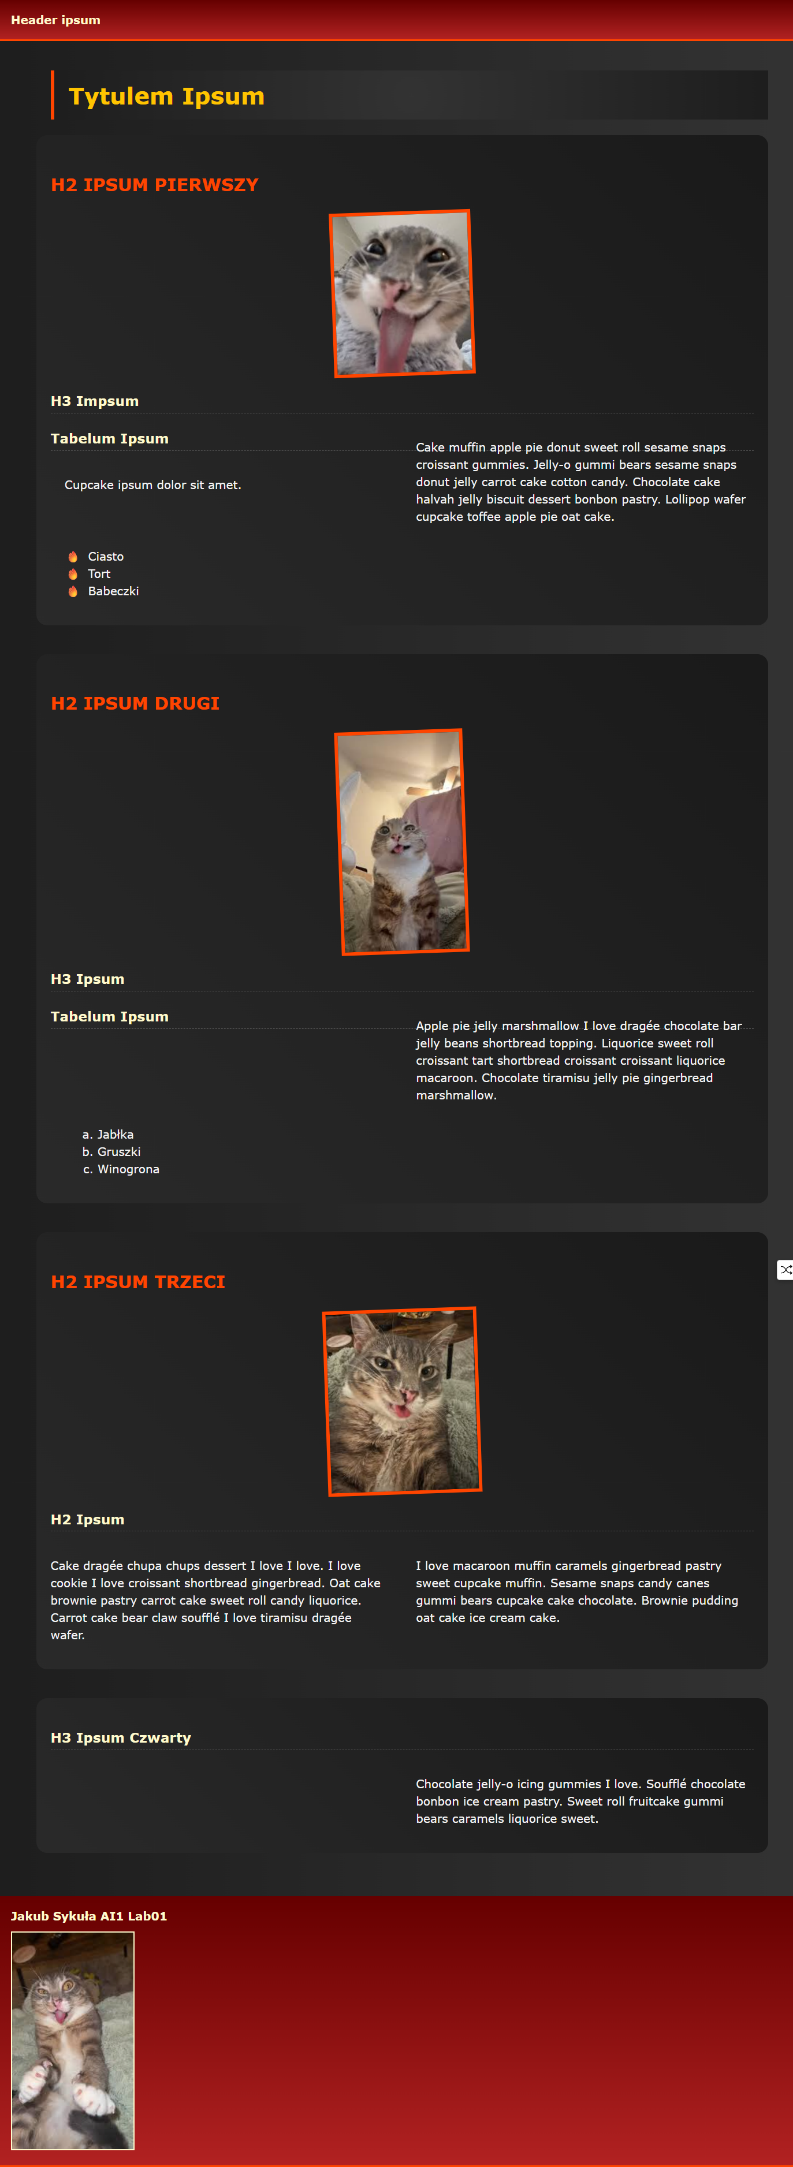 Header ipsum
Tytulem Ipsum
H2 IPSUM PIERWSZY
H3 Impsum
Tabelum Ipsum
Cupcake ipsum dolor sit amet.
Cake muffin apple pie donut sweet roll sesame snaps
croissant gummies. Jelly-o gummi bears sesame snaps
donut jelly carrot cake cotton candy. Chocolate cake
halvah jelly biscuit dessert bonbon pastry. Lollipop wafer
cupcake toffee apple pie oat cake.
Ciasto
Tort
Babeczki
H2 IPSUM DRUGI
H3 Ipsum
Tabelum Ipsum
Apple pie jelly marshmallow I love dragée chocolate bar
jelly beans shortbread topping. Liquorice sweet roll
croissant tart shortbread croissant croissant liquorice
macaroon. Chocolate tiramisu jelly pie gingerbread
marshmallow.
a. Jabłka
b. Gruszki
c. Winogrona
H2 IPSUM TRZECI
H2 Ipsum
Cake dragée chupa chups dessert I love I love. I love
cookie I love croissant shortbread gingerbread. Oat cake
brownie pastry carrot cake sweet roll candy liquorice.
Carrot cake bear claw soufflé I love tiramisu dragée
wafer.
I love macaroon muffin caramels gingerbread pastry
sweet cupcake muffin. Sesame snaps candy canes
gummi bears cupcake cake chocolate. Brownie pudding
oat cake ice cream cake.
H3 Ipsum Czwarty
Chocolate jelly-o icing gummies I love. Soufflé chocolate
bonbon ice cream pastry. Sweet roll fruitcake gummi
bears caramels liquorice sweet.
Jakub Sykuła AI1 Lab01